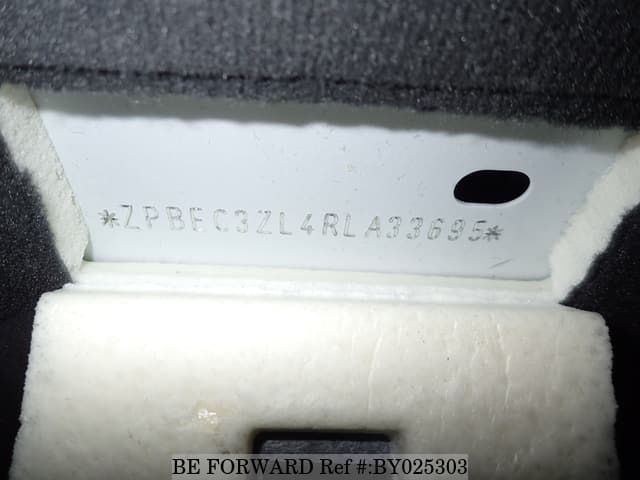 *ZPBEC3ZL4RLA33695*
BE FORWARD Ref #:BY025303